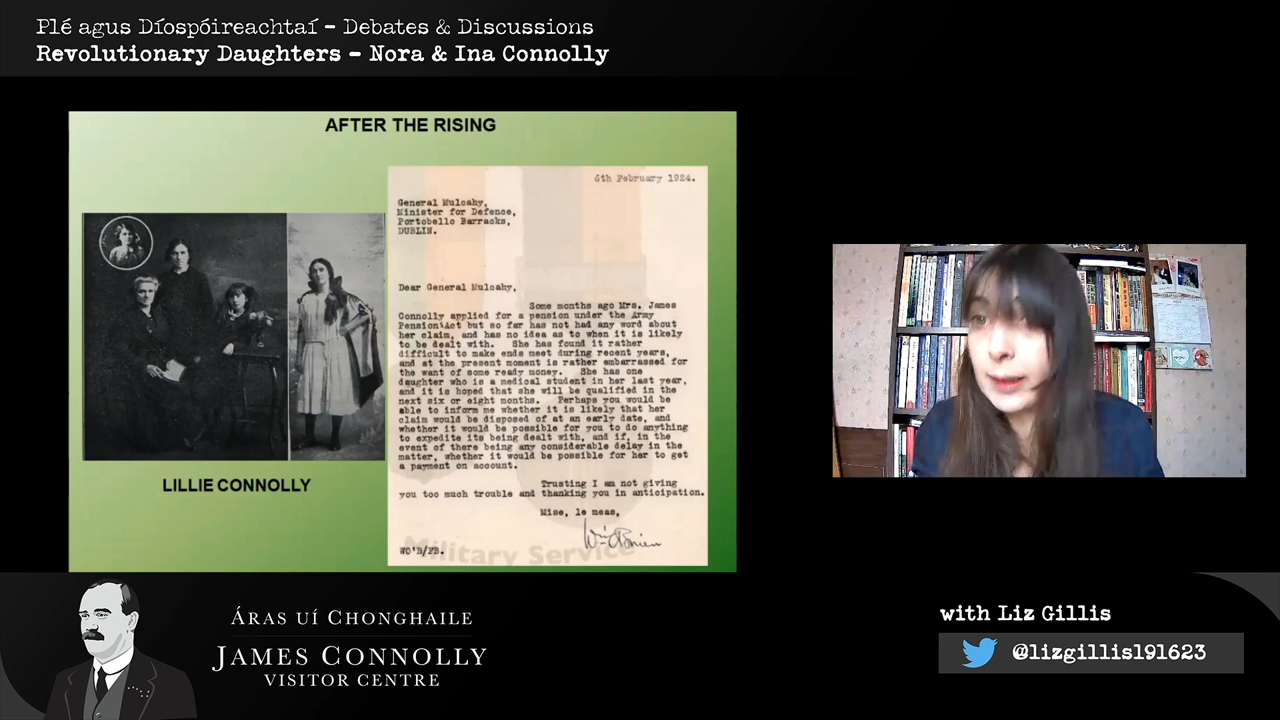 Plé agus Díospóireachtaí – Debates & Discussions
Revolutionary Daughters – Nora & Ina Connolly
AFTER THE RISING
6th February 1924.
General Mulcahy,
Minister for Defence,
Portobello Barracks,
DUBLIN.
Dear General Mulcahy,
Some months ago Mrs. James
Connolly applied for a pension under the Army
Pension Act but so far has not had any word about
her claim, and has no idea as to when it is likely
to be dealt with. She has found it rather
difficult to make ends meet during recent years,
and at the present moment is rather embarrassed for
the want of some ready money. She has one
daughter who is a medical student in her last year,
and it is hoped that she will be qualified in the
next six or eight months. Perhaps you would be
able to inform me whether it is likely that her
claim would be disposed of at an early date, and
whether it would be possible for you to do anything
to expedite its being dealt with, and if, in the
event of there being any considerable delay in the
matter, whether it would be possible for her to get
a payment on account.
Trusting I am not giving
you too much trouble and thanking you in anticipation.
Mise, le meas,
Wm O'Brien
WO'B/FB.
Military Service
LILLIE CONNOLLY
ÁRAS UÍ CHONGHAILE
JAMES CONNOLLY
VISITOR CENTRE
with Liz Gillis
@lizgillis191623